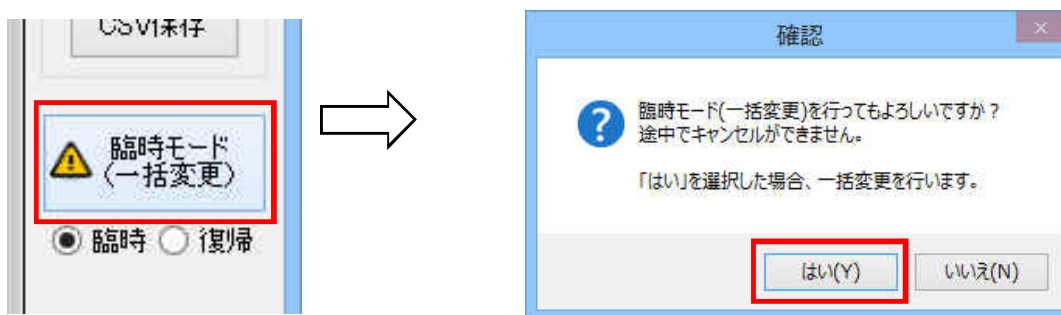 CSV保存
臨時モード
(一括変更)
臨時 復帰
確認
臨時モード(一括変更)を行ってもよろしいですか？
途中でキャンセルができません。
「はい」を選択した場合、一括変更を行います。
はい(Y) いいえ(N)